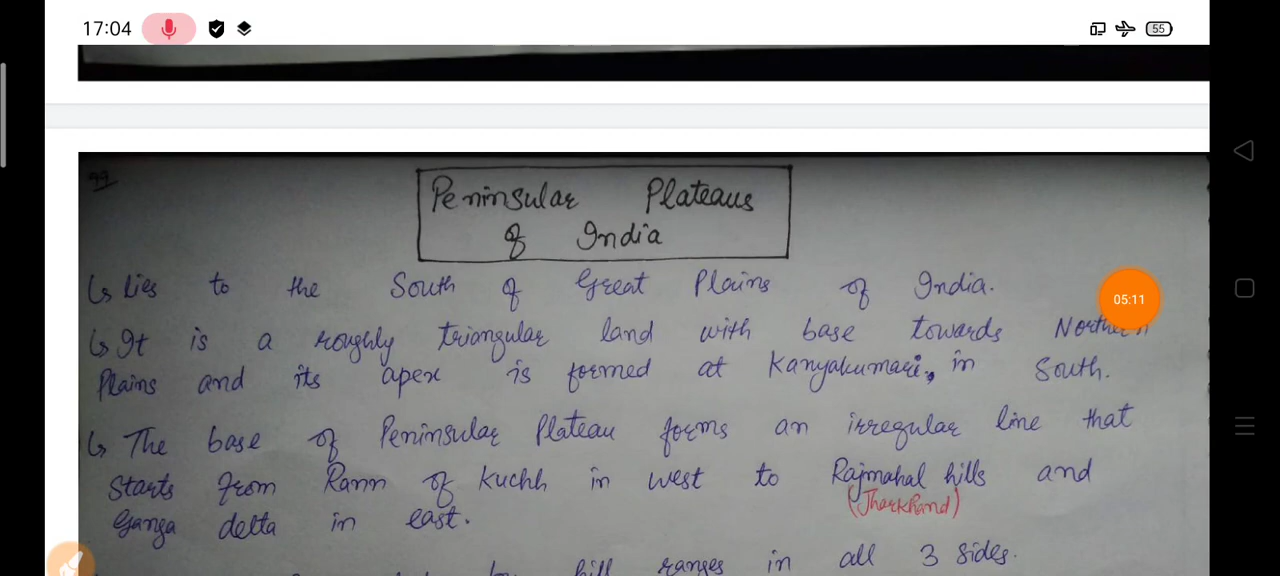 17:04
55
99
Peninsular Plateaus
of India
↳ Lies to the South of Great Plains of India.
05:11
↳ It is a roughly triangular land with base towards Northern
Plains and its apex is formed at Kanyakumari, in South.
↳ The base of Peninsular Plateau forms an irregular line that
Starts from Rann of Kuchh in west to Rajmahal hills and
(Jharkhand)
Ganga delta in east.
hill ranges in all 3 sides.